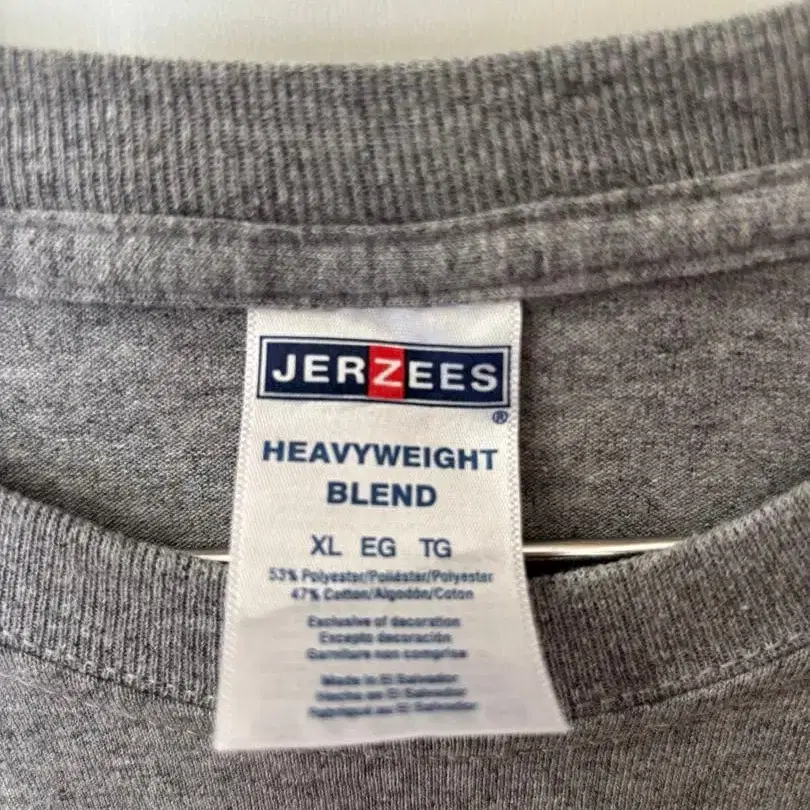 JERZEES
®
HEAVYWEIGHT
BLEND
XL EG TG
53% Polyester/Poliéster/Polyester
47% Cotton/Algodón/Coton
Exclusive of decoration
Excepto decoración
Garniture non comprise
Made in El Salvador
Hecho en El Salvador
Fabriqué au El Salvador